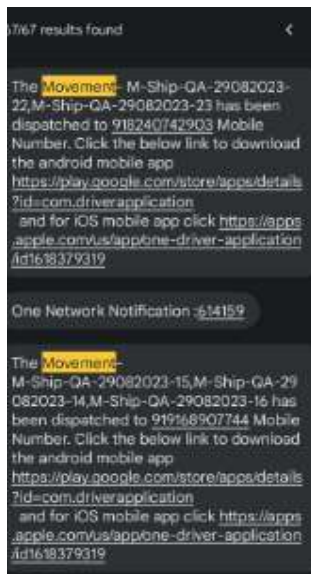 67/67 results found
The Movement- M-Ship-QA-29082023-
22,M-Ship-QA-29082023-23 has been
dispatched to 918240742903 Mobile
Number. Click the below link to download
the android mobile app
https://play.google.com/store/apps/details
?id=com.driverapplication
and for iOS mobile app click https://apps
.apple.com/us/app/one-driver-application
/id1618379319
One Network Notification :614159
The Movement-
M-Ship-QA-29082023-15,M-Ship-QA-29
082023-14,M-Ship-QA-29082023-16 has
been dispatched to 919168907744 Mobile
Number. Click the below link to download
the android mobile app
https://play.google.com/store/apps/details
?id=com.driverapplication
and for iOS mobile app click https://apps
.apple.com/us/app/one-driver-application
/id1618379319